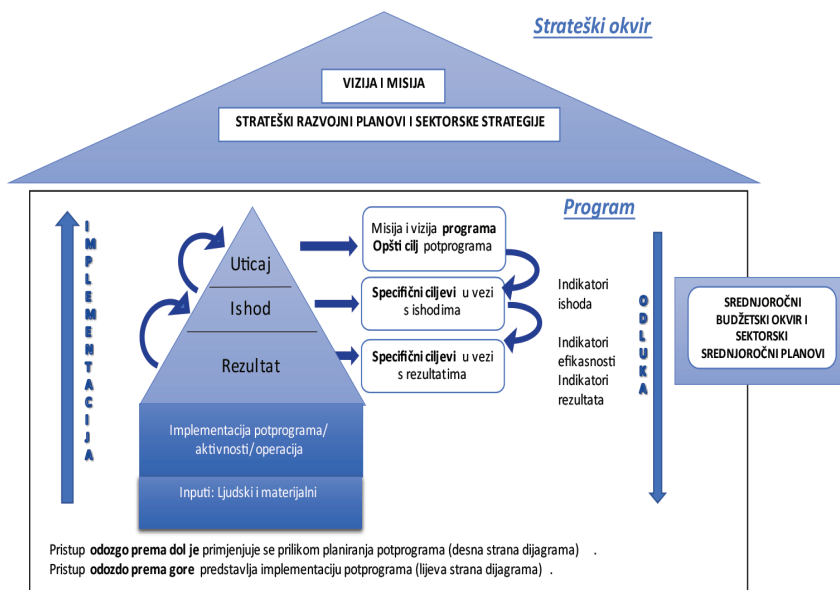 Strateški okvir
VIZIJA I MISIJA
STRATEŠKI RAZVOJNI PLANOVI I SEKTORSKE STRATEGIJE
Program
IMPLEMENTACIJA
Uticaj
Ishod
Rezultat
Implementacija potprograma/
aktivnosti/operacija
Inputi: Ljudski i materijalni
Misija i vizija programa
Opšti cilj potprograma
Specifični ciljevi u vezi
s ishodima
Specifični ciljevi u vezi
s rezultatima
Indikatori
ishoda
Indikatori
efikasnosti
Indikatori
rezultata
ODLUKA
SREDNJOROČNI
BUDŽETSKI OKVIR I
SEKTORSKI
SREDNJOROČNI PLANOVI
Pristup odozgo prema dol je primjenjuje se prilikom planiranja potprograma (desna strana dijagrama) .
Pristup odozdo prema gore predstavlja implementaciju potprograma (lijeva strana dijagrama) .